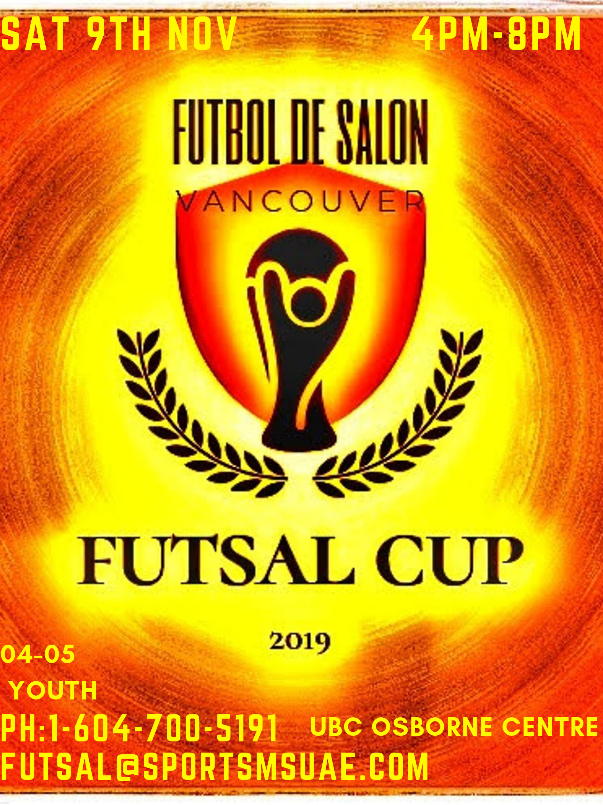 SAT 9TH NOV 4PM-8PM
FUTBOL DE SALON
VANCOUVER
FUTSAL CUP
2019
04-05
YOUTH
PH:1-604-700-5191 UBC OSBORNE CENTRE
FUTSAL@SPORTSMSUAE.COM